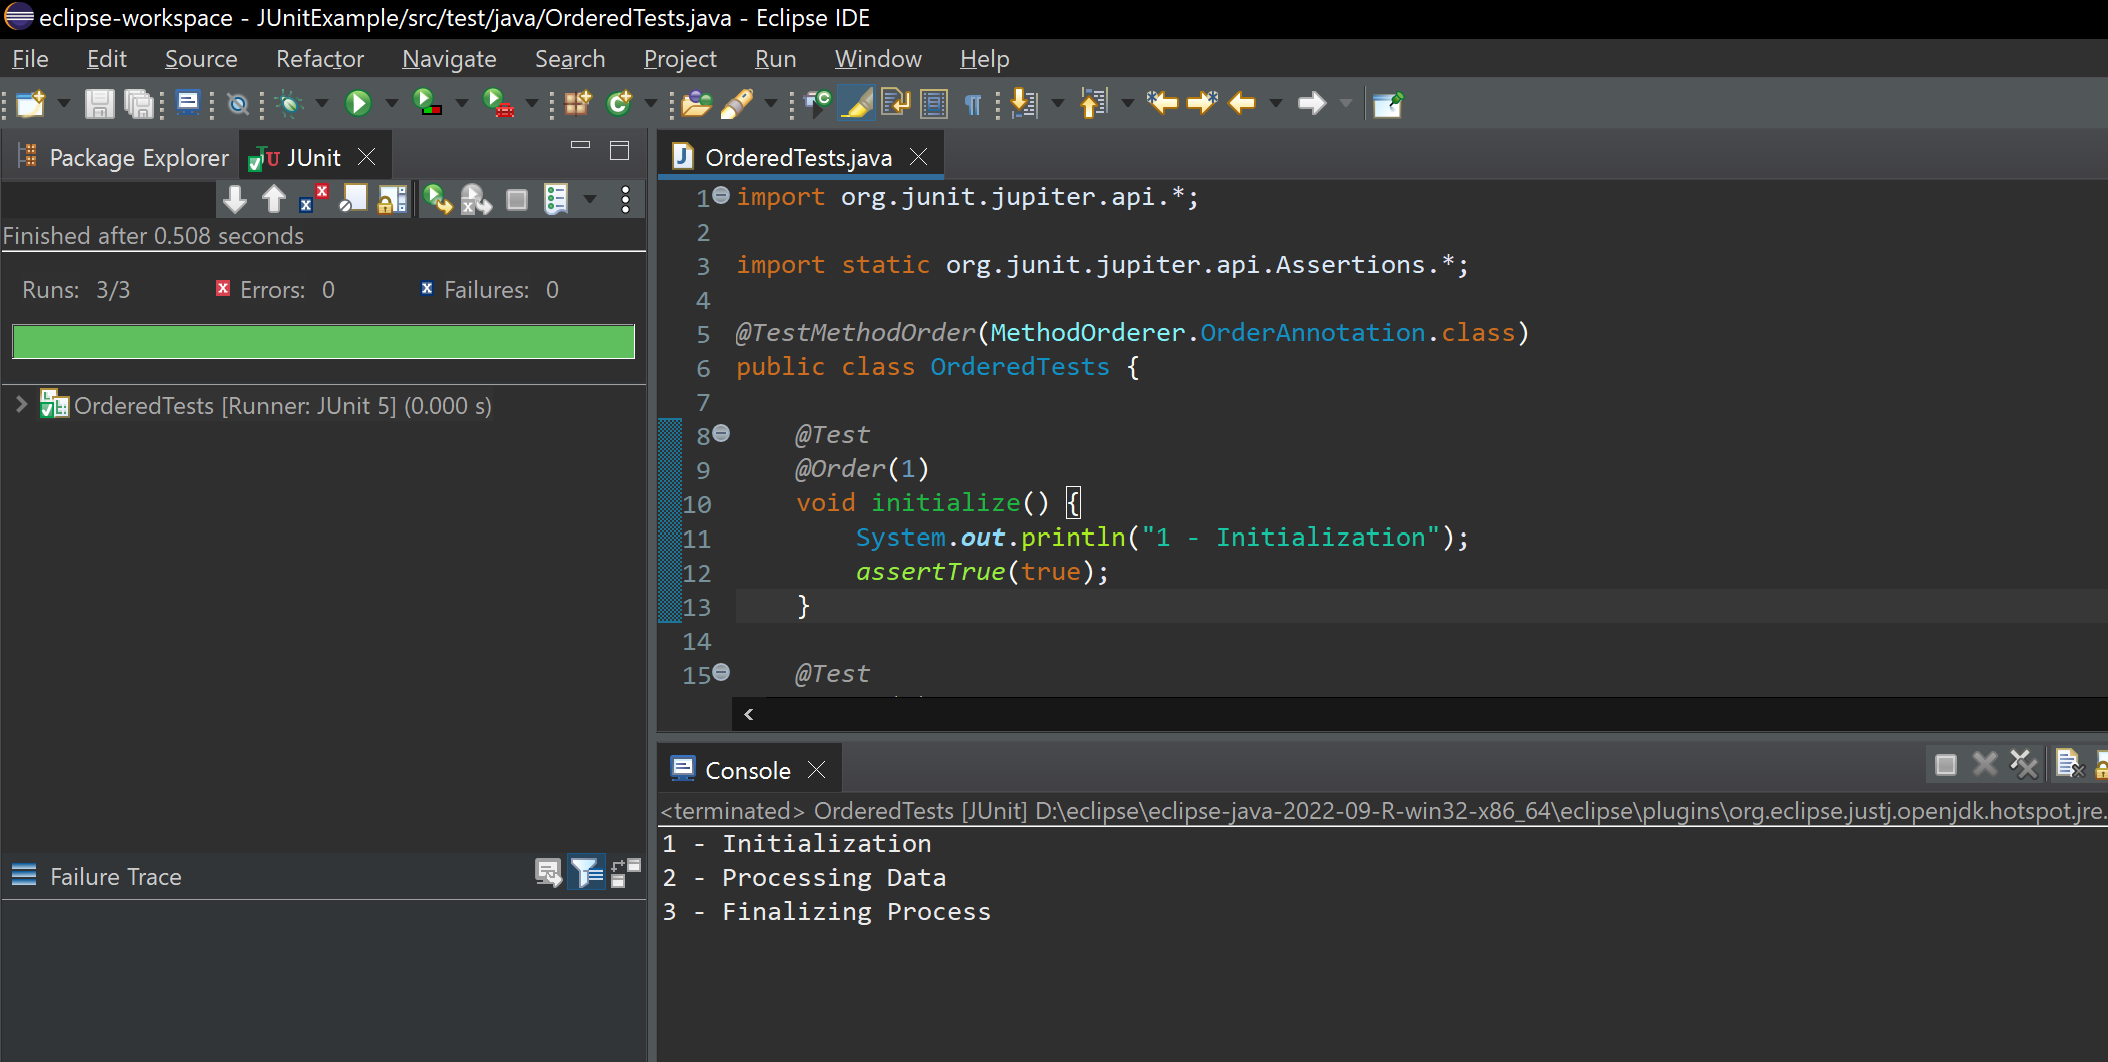 eclipse-workspace - JUnitExample/src/test/java/OrderedTests.java - Eclipse IDE
File Edit Source Refactor Navigate Search Project Run Window Help
Package Explorer JUnit
Finished after 0.508 seconds
Runs: 3/3 Errors: 0 Failures: 0
OrderedTests [Runner: JUnit 5] (0.000 s)
Failure Trace
OrderedTests.java
1 import org.junit.jupiter.api.*;
2
3 import static org.junit.jupiter.api.Assertions.*;
4
5 @TestMethodOrder(MethodOrderer.OrderAnnotation.class)
6 public class OrderedTests {
7
8 @Test
9 @Order(1)
10 void initialize() {
11 System.out.println("1 - Initialization");
12 assertTrue(true);
13 }
14
15 @Test
Console
<terminated> OrderedTests [JUnit] D:\eclipse\eclipse-java-2022-09-R-win32-x86_64\eclipse\plugins\org.eclipse.justj.openjdk.hotspot.jre.
1 - Initialization
2 - Processing Data
3 - Finalizing Process